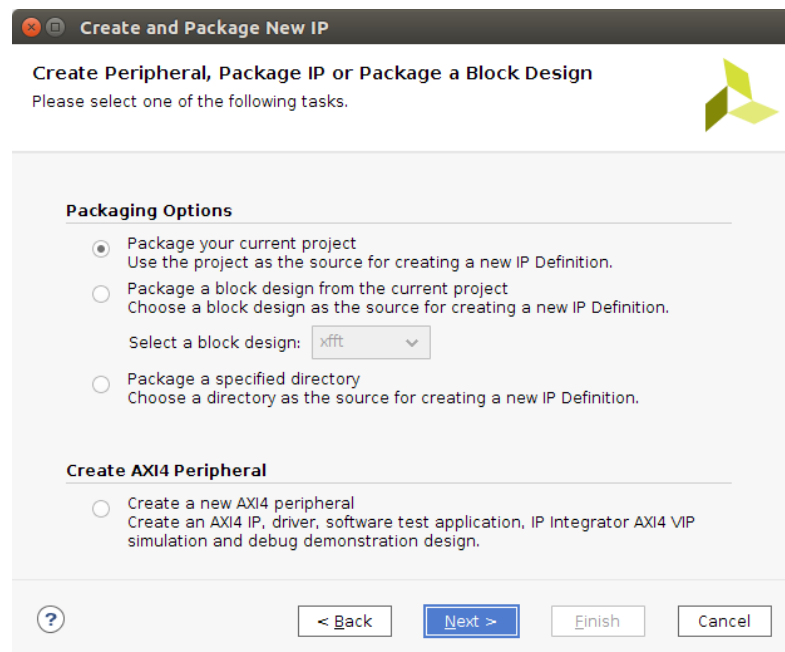 Create and Package New IP
Create Peripheral, Package IP or Package a Block Design
Please select one of the following tasks.
Packaging Options
Package your current project
Use the project as the source for creating a new IP Definition.
Package a block design from the current project
Choose a block design as the source for creating a new IP Definition.
Select a block design: xfft
Package a specified directory
Choose a directory as the source for creating a new IP Definition.
Create AXI4 Peripheral
Create a new AXI4 peripheral
Create an AXI4 IP, driver, software test application, IP Integrator AXI4 VIP
simulation and debug demonstration design.
? < Back Next > Finish Cancel